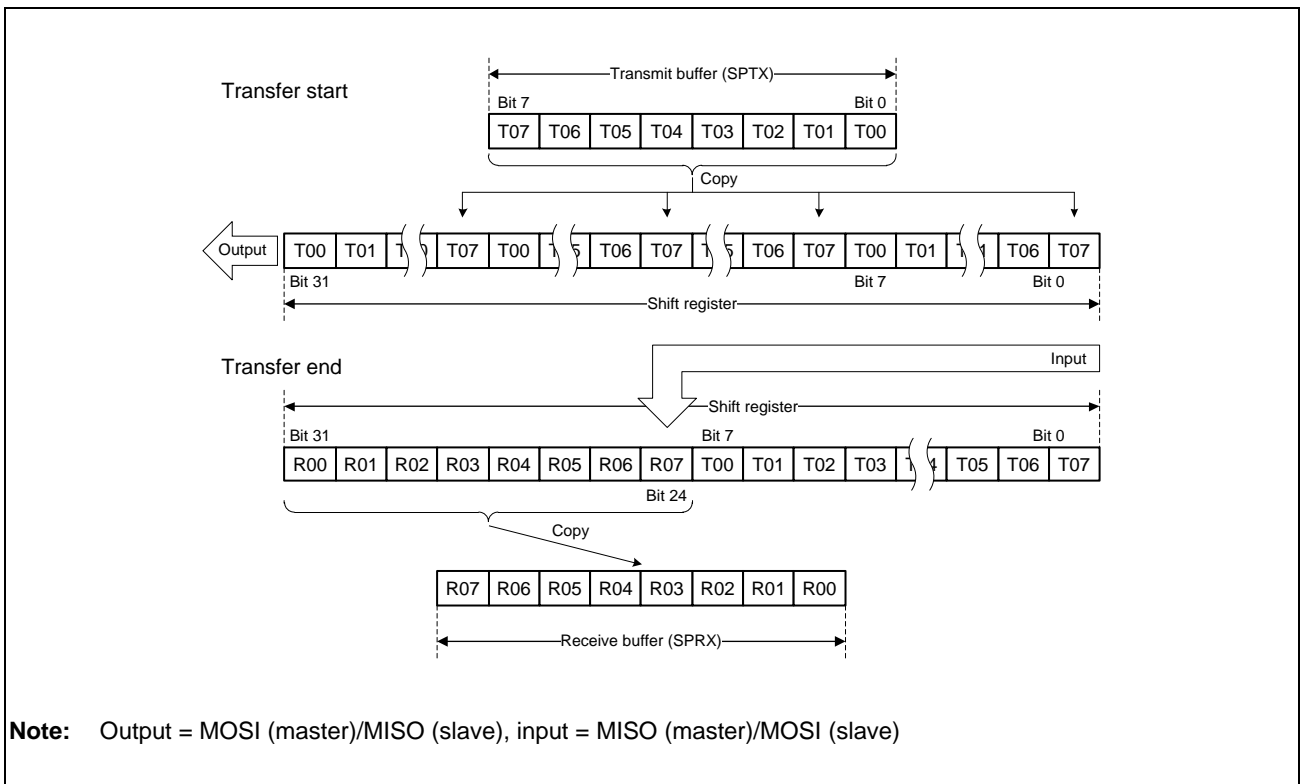 Transfer start
Transmit buffer (SPTX)
Bit 7 Bit 0
T07 T06 T05 T04 T03 T02 T01 T00
Copy
Output
T00 T01 T07 T00 T06 T07 T06 T07 T00 T01 T06 T07
Bit 31 Bit 7 Bit 0
Shift register
Transfer end
Input
Shift register
Bit 31 Bit 7 Bit 0
R00 R01 R02 R03 R04 R05 R06 R07 T00 T01 T02 T03 T05 T06 T07
Bit 24
Copy
R07 R06 R05 R04 R03 R02 R01 R00
Receive buffer (SPRX)
Note: Output = MOSI (master)/MISO (slave), input = MISO (master)/MOSI (slave)